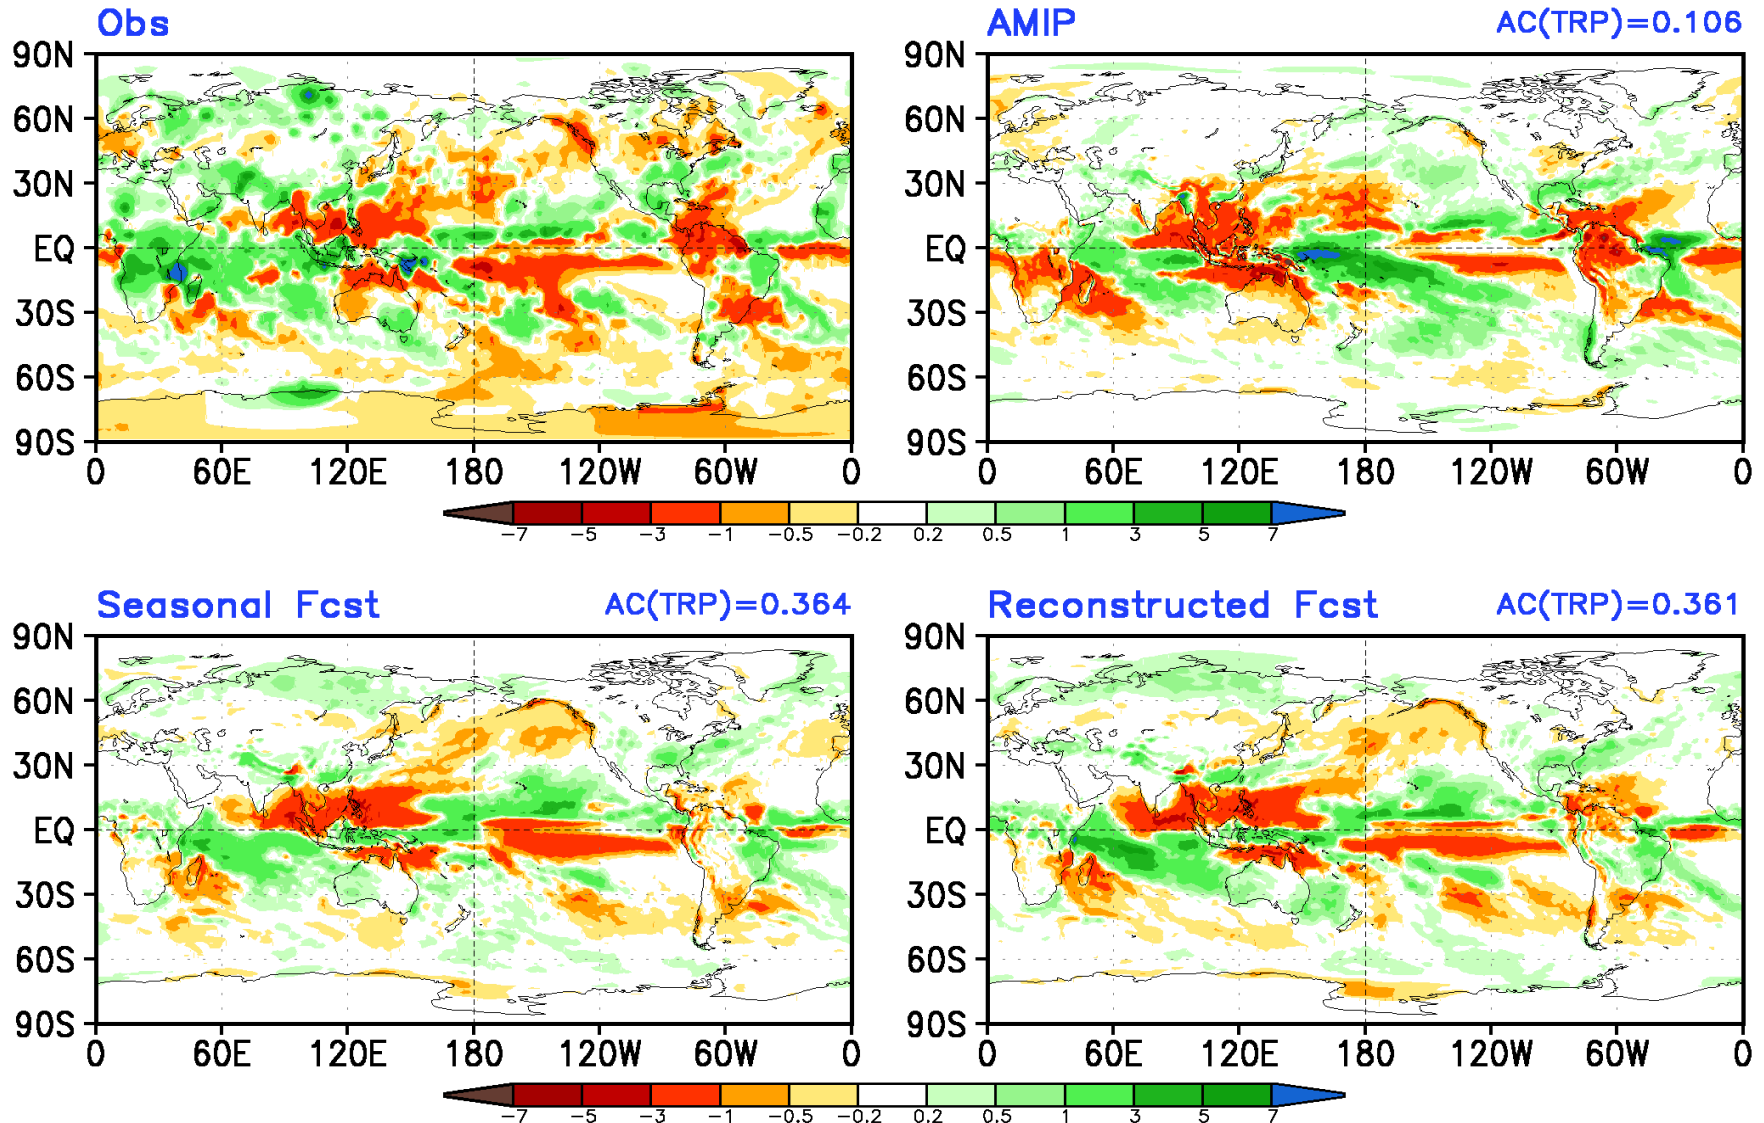 Obs
AMIP AC(TRP)=0.106
90N 90N
60N 60N
30N 30N
EQ EQ
30S 30S
60S 60S
90S 90S
0 60E 120E 180 120W 60W 0 0 60E 120E 180 120W 60W 0
-7 -5 -3 -1 -0.5 -0.2 0.2 0.5 1 3 5 7
Seasonal Fcst AC(TRP)=0.364
Reconstructed Fcst AC(TRP)=0.361
90N 90N
60N 60N
30N 30N
EQ EQ
30S 30S
60S 60S
90S 90S
0 60E 120E 180 120W 60W 0 0 60E 120E 180 120W 60W 0
-7 -5 -3 -1 -0.5 -0.2 0.2 0.5 1 3 5 7